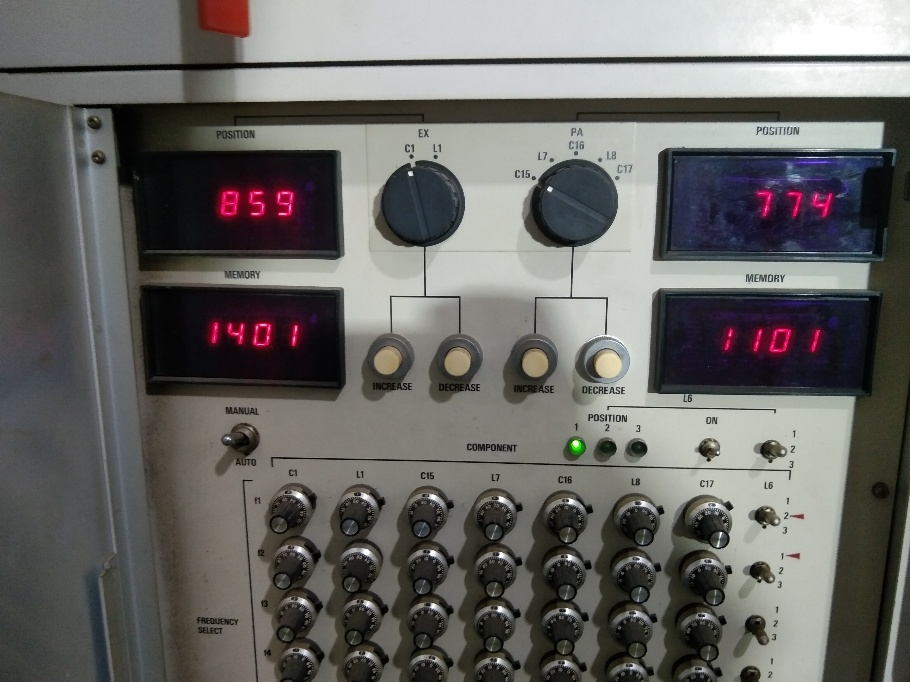 POSITION
EX
PA
POSITION
C1 L1
C15 L7 C16 L8 C17
859
774
MEMORY
MEMORY
1401
1101
INCREASE
DECREASE
INCREASE
DECREASE
L6
MANUAL
POSITION
ON
1 2 3
1
2
3
AUTO
COMPONENT
C1 L1 C15 L7 C16 L8 C17 L6
f1
1
2
3
f2
1
2
3
f3
1
2
3
FREQUENCY
SELECT
f4
1
2